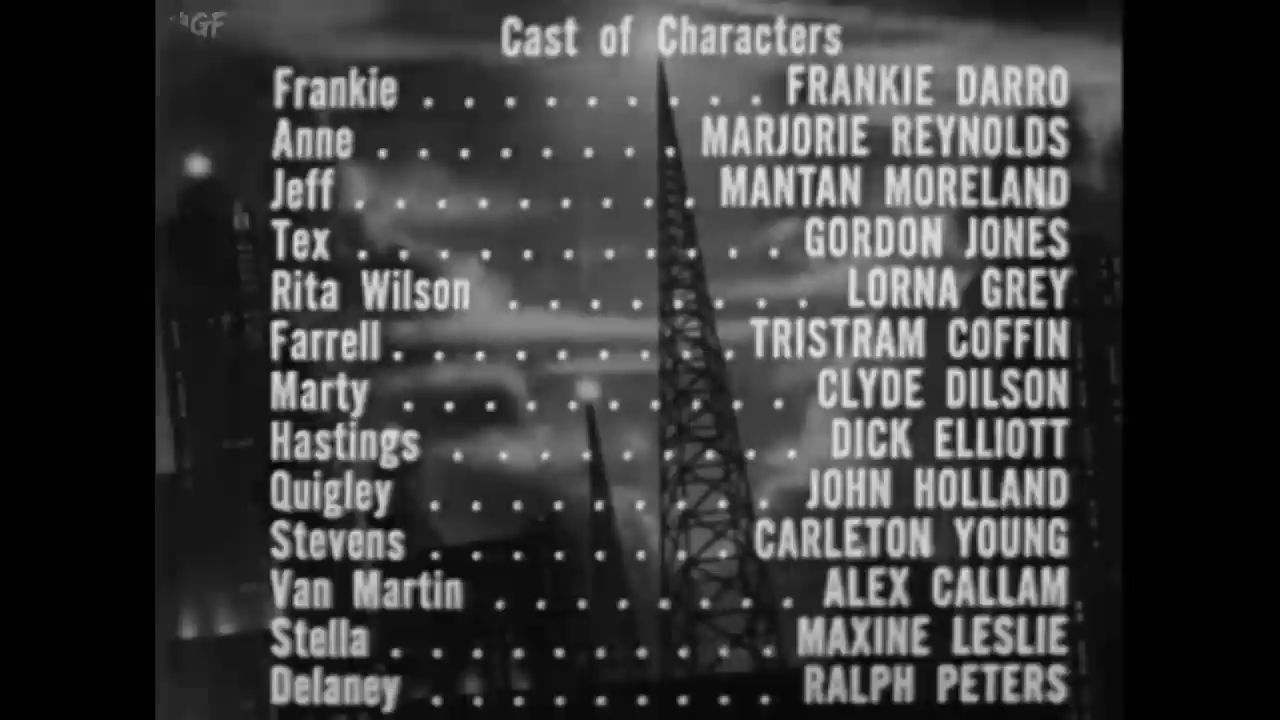 GF
Cast of Characters
Frankie . . . . . . . . . FRANKIE DARRO
Anne . . . . . . . . MARJORIE REYNOLDS
Jeff . . . . . . . . . MANTAN MORELAND
Tex . . . . . . . . . . . GORDON JONES
Rita Wilson . . . . . . . . LORNA GREY
Farrell . . . . . . . . . TRISTRAM COFFIN
Marty . . . . . . . . . . CLYDE DILSON
Hastings . . . . . . . . . DICK ELLIOTT
Quigley . . . . . . . . . JOHN HOLLAND
Stevens . . . . . . . . CARLETON YOUNG
Van Martin . . . . . . . . ALEX CALLAM
Stella . . . . . . . . . . MAXINE LESLIE
Delaney . . . . . . . . . RALPH PETERS